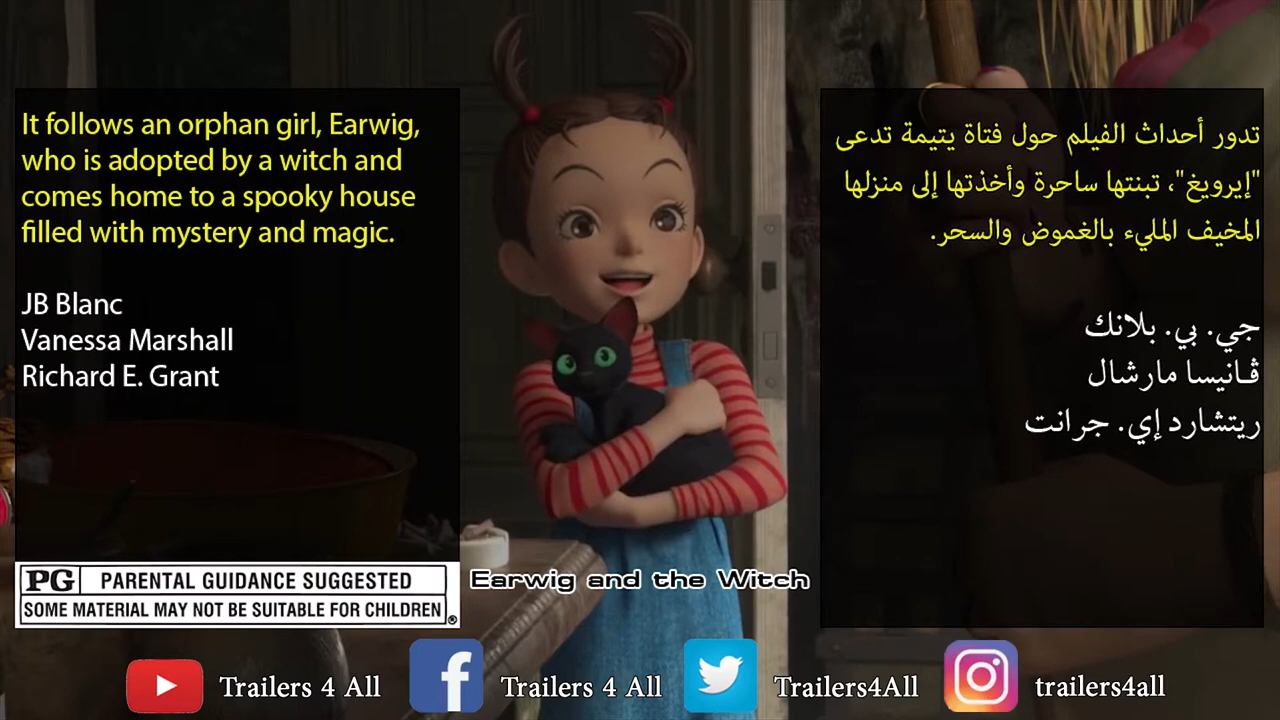 It follows an orphan girl, Earwig,
who is adopted by a witch and
comes home to a spooky house
filled with mystery and magic.
JB Blanc
Vanessa Marshall
Richard E. Grant
تدور أحداث الفيلم حول فتاة يتيمة تدعى
"إيرويغ"، تبنتها ساحرة وأخذتها إلى منزلها
المخيف المليء بالغموض والسحر.
جي. بي. بلانك
ڤانيسا مارشال
ريتشارد إي. جرانت
PG PARENTAL GUIDANCE SUGGESTED
SOME MATERIAL MAY NOT BE SUITABLE FOR CHILDREN ®
Earwig and the Witch
Trailers 4 All
Trailers 4 All
Trailers4All
trailers4all